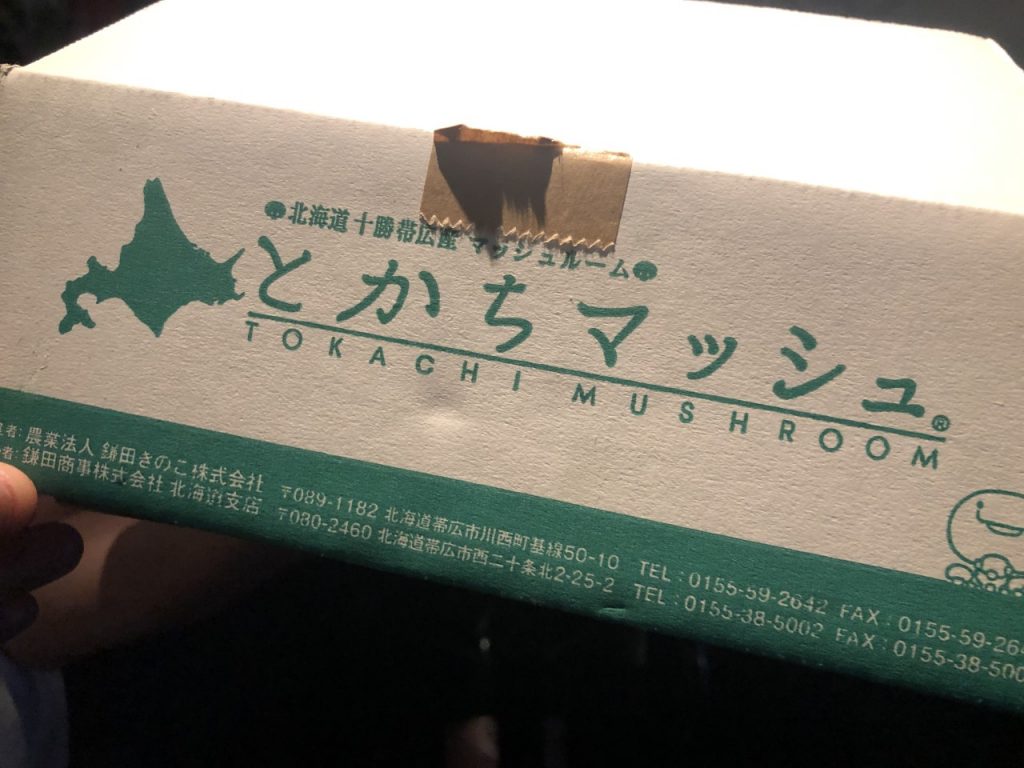 北海道 十勝帯広産 マッシュルーム
とかちマッシュ®
TOKACHI MUSHROOM
者: 農業法人 鎌田きのこ株式会社 〒089-1182 北海道帯広市川西町基線50-10 TEL : 0155-59-2642 FAX : 0155-59-264
者: 鎌田商事株式会社 北海道支店 〒080-2460 北海道帯広市西二十条北2-25-2 TEL : 0155-38-5002 FAX : 0155-38-500